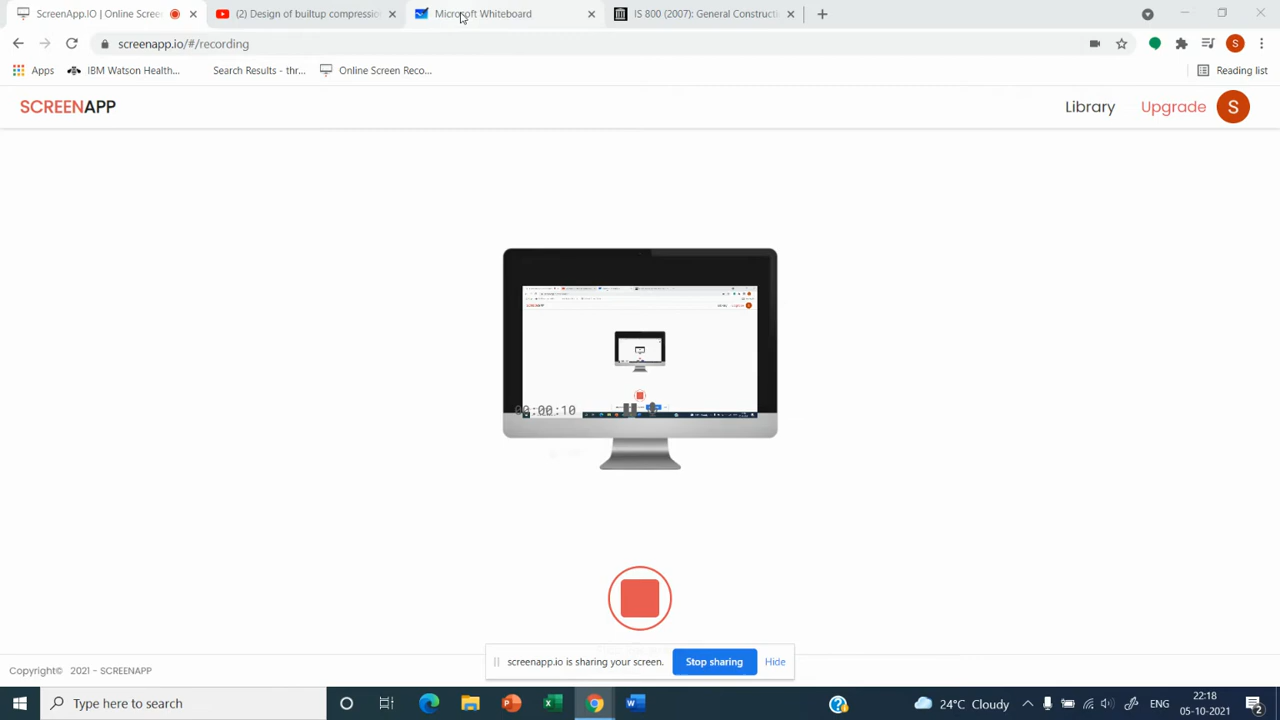 ScreenApp.IO | Online Screen
(2) Design of builtup compression
Microsoft Whiteboard
IS 800 (2007): General Constructi
screenapp.io/#/recording
S
Apps
IBM Watson Health...
Search Results - thr...
Online Screen Reco...
Reading list
SCREENAPP
Library
Upgrade
S
00:00:10
screenapp.io is sharing your screen.
Stop sharing
Hide
Copyright© 2021 - SCREENAPP
Type here to search
24°C Cloudy
ENG
22:18
05-10-2021
2